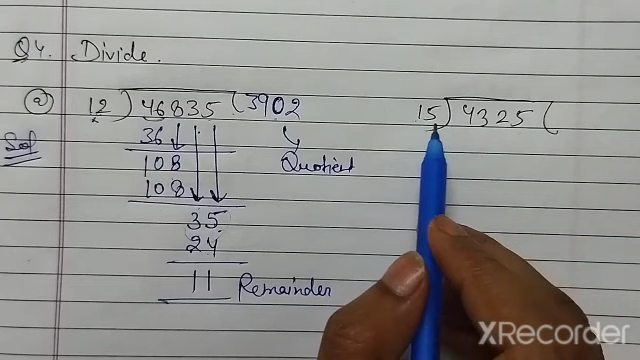 Q4. Divide.
(a) 12 ) 46835 ( 3902
Sol
36
108
Quotient
108
35
24
11 Remainder
15 ) 4325 (
XRecorder